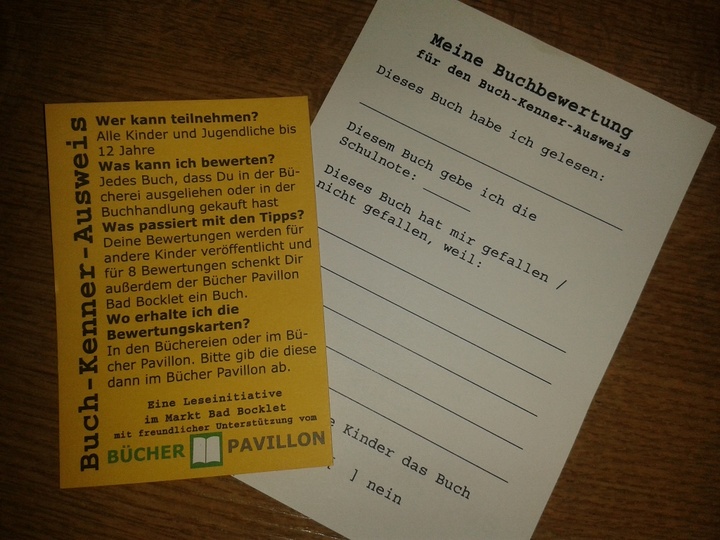 Buch-Kenner-Ausweis
Wer kann teilnehmen?
Alle Kinder und Jugendliche bis
12 Jahre
Was kann ich bewerten?
Jedes Buch, dass Du in der Bü-
cherei ausgeliehen oder in der
Buchhandlung gekauft hast
Was passiert mit den Tipps?
Deine Bewertungen werden für
andere Kinder veröffentlicht und
für 8 Bewertungen schenkt Dir
außerdem der Bücher Pavillon
Bad Bocklet ein Buch.
Wo erhalte ich die
Bewertungskarten?
In den Büchereien oder im Bü-
cher Pavillon. Bitte gib die diese
dann im Bücher Pavillon ab.
Eine Leseinitiative
im Markt Bad Bocklet
mit freundlicher Unterstützung vom
BÜCHER PAVILLON
Meine Buchbewertung
für den Buch-Kenner-Ausweis
Dieses Buch habe ich gelesen:
Diesem Buch gebe ich die
Schulnote:
Dieses Buch hat mir gefallen /
nicht gefallen, weil:
Kinder das Buch
] nein